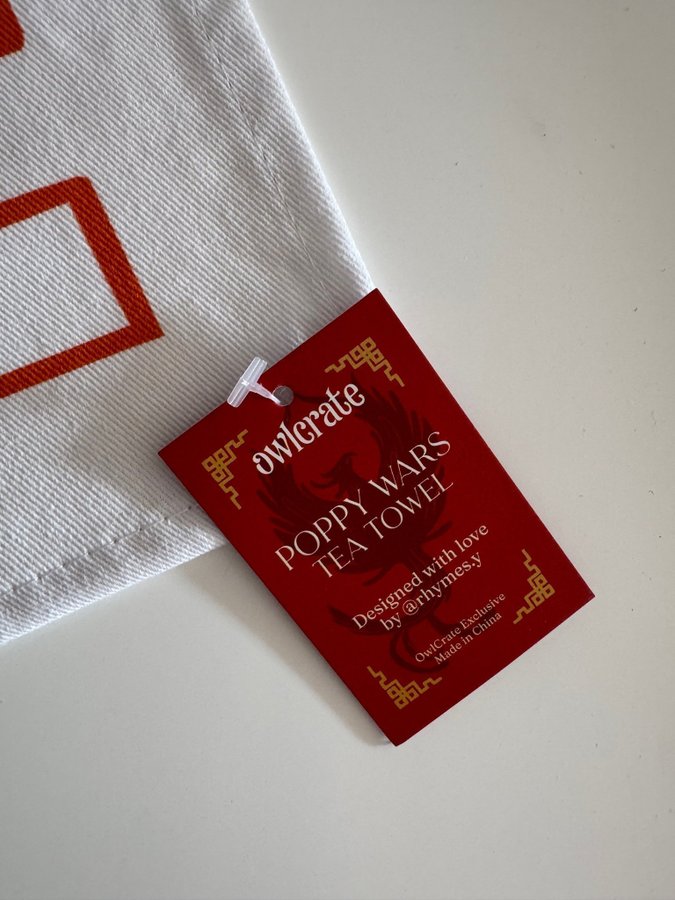 owlcrate
POPPY WARS
TEA TOWEL
Designed with love
by @rhymes.y
OwlCrate Exclusive
Made in China